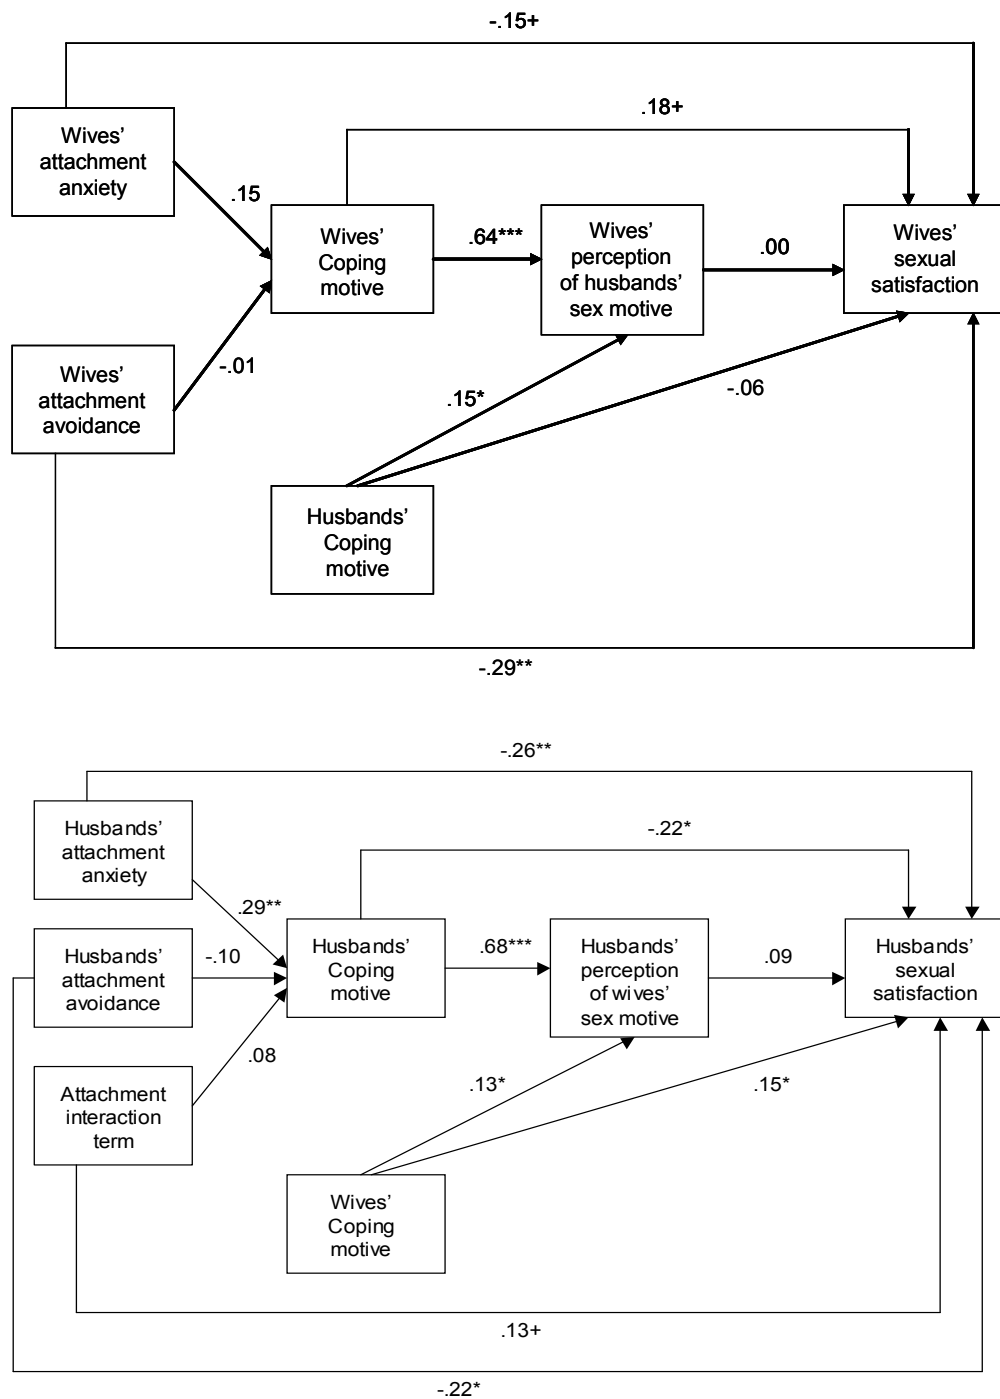 -.15+
.18+
Wives’
attachment
anxiety
.15
Wives’
Coping
motive
.64***
Wives’
perception
of husbands’
sex motive
.00
Wives’
sexual
satisfaction
Wives’
attachment
avoidance
-.01
.15*
-.06
Husbands’
Coping
motive
-.29**
-.26**
-.22*
Husbands’
attachment
anxiety
.29**
Husbands’
attachment
avoidance
-.10
Husbands’
Coping
motive
.68***
Husbands’
perception
of wives’
sex motive
.09
Husbands’
sexual
satisfaction
.08
Attachment
interaction
term
.13*
.15*
Wives’
Coping
motive
.13+
-.22*